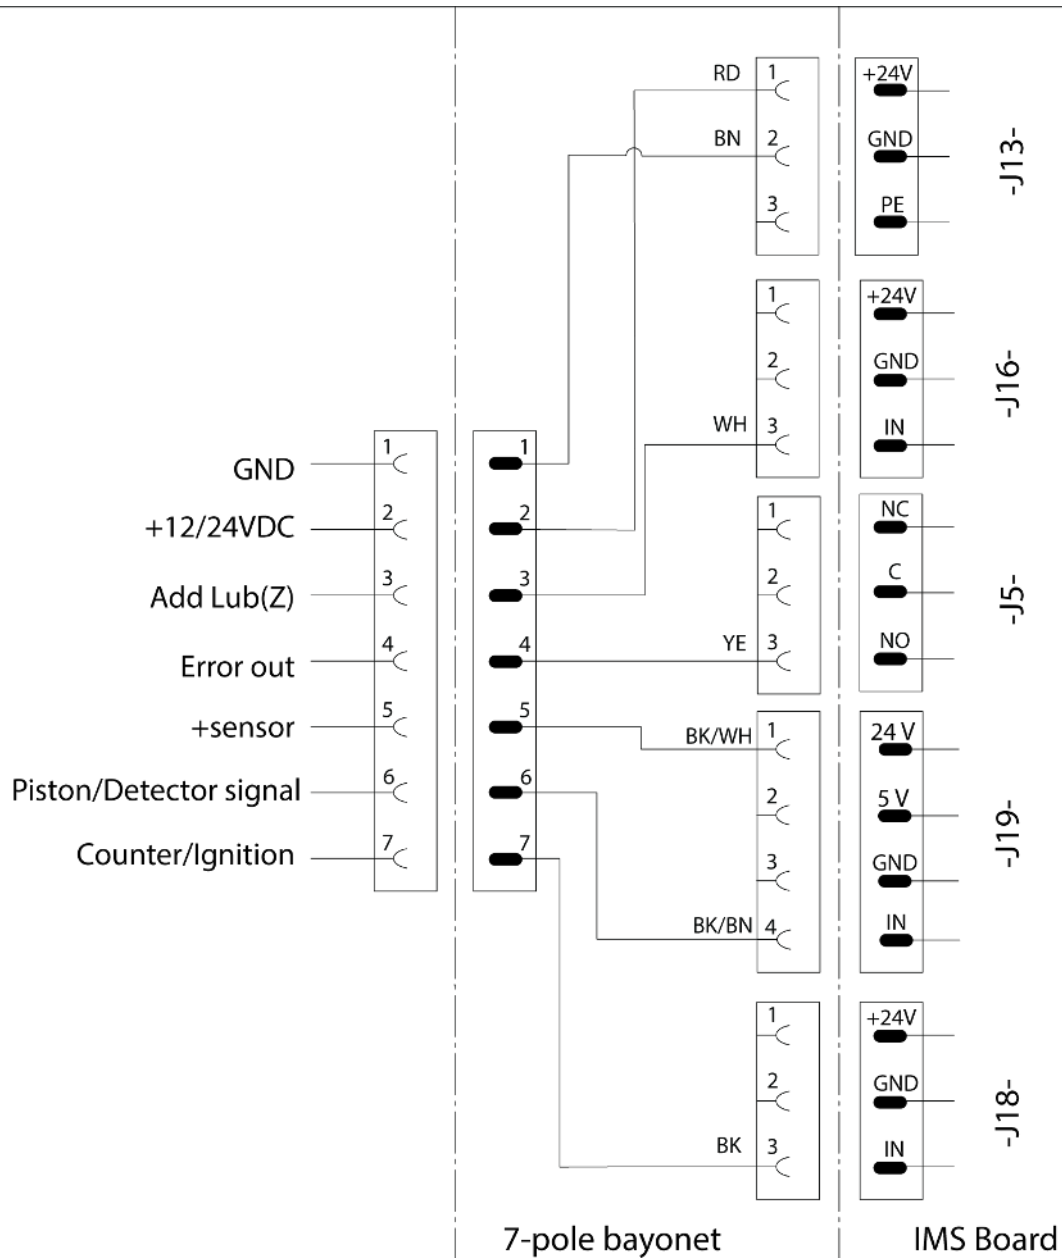 RD 1 +24V
BN 2 GND
3 PE
-J13-
1 +24V
2 GND
WH 3 IN
-J16-
1 NC
2 C
YE 3 NO
-J5-
GND 1 1
+12/24VDC 2 2
Add Lub(Z) 3 3
Error out 4 4
+sensor 5 5
Piston/Detector signal 6 6
Counter/Ignition 7 7
BK/WH 1 24 V
2 5 V
3 GND
BK/BN 4 IN
-J19-
1 +24V
2 GND
BK 3 IN
-J18-
7-pole bayonet
IMS Board